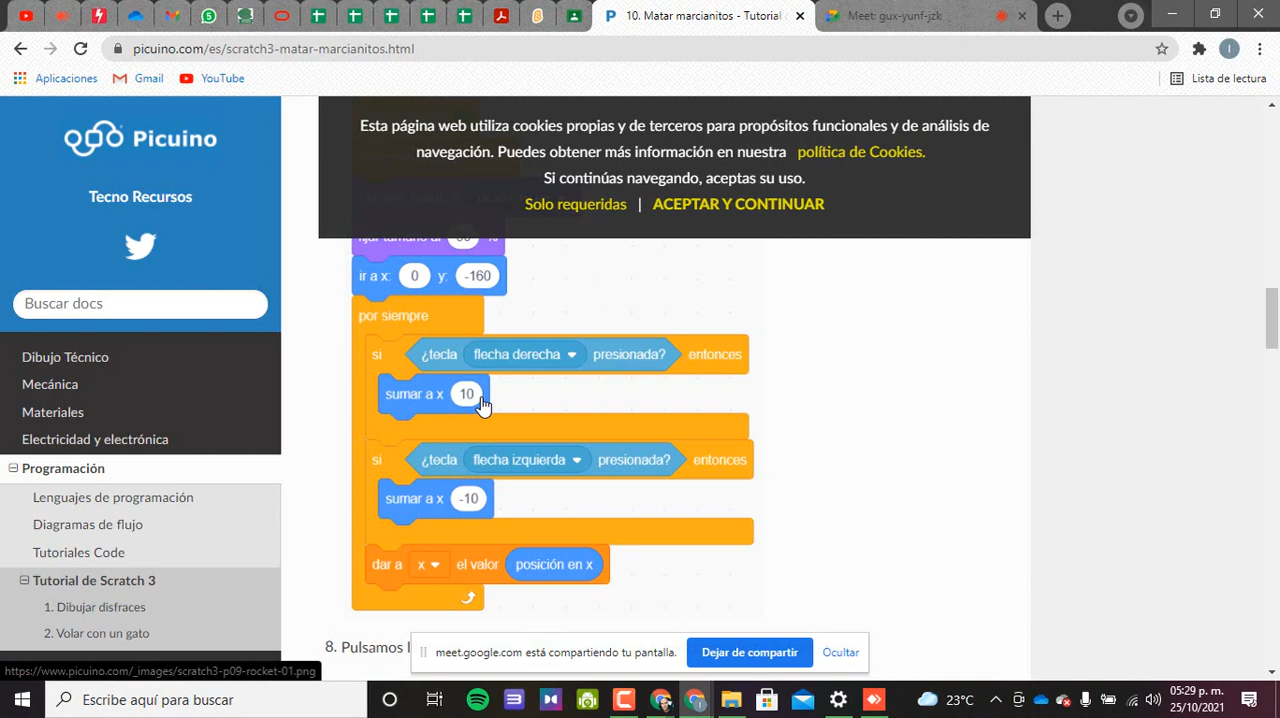 10. Matar marcianitos - Tutorial
Meet: gux-yunf-jzk
picuino.com/es/scratch3-matar-marcianitos.html
Aplicaciones
Gmail
YouTube
Lista de lectura
Picuino
Tecno Recursos
Buscar docs
Dibujo Técnico
Mecánica
Materiales
Electricidad y electrónica
Programación
Lenguajes de programación
Diagramas de flujo
Tutoriales Code
Tutorial de Scratch 3
1. Dibujar disfraces
2. Volar con un gato
Esta página web utiliza cookies propias y de terceros para propósitos funcionales y de análisis de
navegación. Puedes obtener más información en nuestra política de Cookies.
Si continúas navegando, aceptas su uso.
Solo requeridas | ACEPTAR Y CONTINUAR
ir a x: 0 y: -160
por siempre
si ¿tecla flecha derecha presionada? entonces
sumar a x 10
si ¿tecla flecha izquierda presionada? entonces
sumar a x -10
dar a x el valor posición en x
8. Pulsamos
meet.google.com está compartiendo tu pantalla. Dejar de compartir Ocultar
https://www.picuino.com/_images/scratch3-p09-rocket-01.png
Escribe aquí para buscar
23°C
05:29 p. m.
25/10/2021